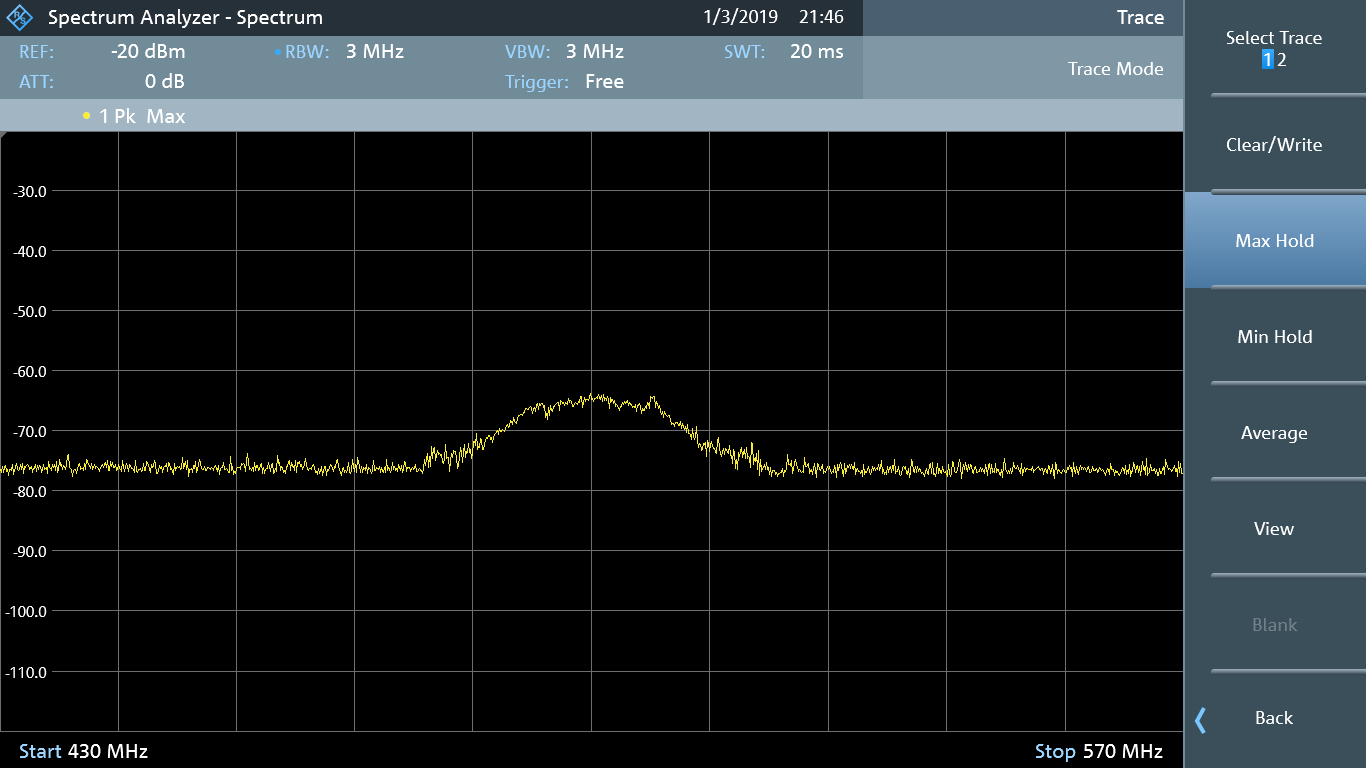 Spectrum Analyzer - Spectrum 1/3/2019 21:46 Trace
REF: -20 dBm RBW: 3 MHz VBW: 3 MHz SWT: 20 ms
ATT: 0 dB Trigger: Free
Trace Mode
1 Pk Max
-30.0
-40.0
-50.0
-60.0
-70.0
-80.0
-90.0
-100.0
-110.0
Start 430 MHz Stop 570 MHz
Select Trace
1 2
Clear/Write
Max Hold
Min Hold
Average
View
Blank
Back